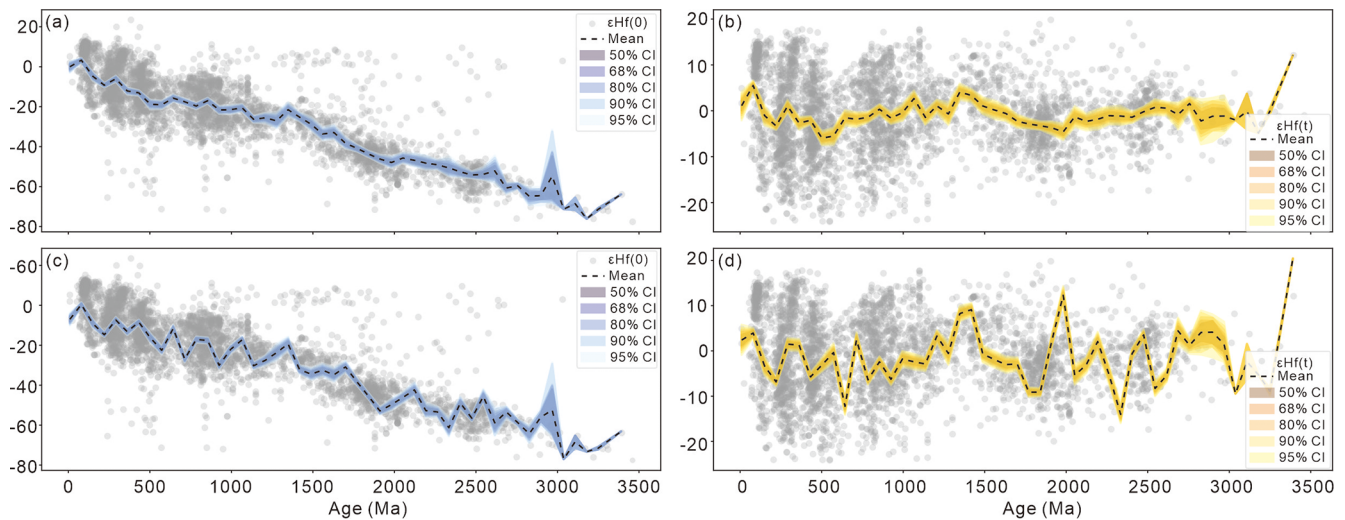 (a)
20
0
-20
-40
-60
-80
εHf(0)
Mean
50% CI
68% CI
80% CI
90% CI
95% CI
(b)
20
10
0
-10
-20
εHf(t)
Mean
50% CI
68% CI
80% CI
90% CI
95% CI
(c)
-60
0
-20
-40
-60
-80
εHf(0)
Mean
50% CI
68% CI
80% CI
90% CI
95% CI
0 500 1000 1500 2000 2500 3000 3500
Age (Ma)
(d)
20
10
0
-10
-20
εHf(t)
Mean
50% CI
68% CI
80% CI
90% CI
95% CI
0 500 1000 1500 2000 2500 3000 3500
Age (Ma)